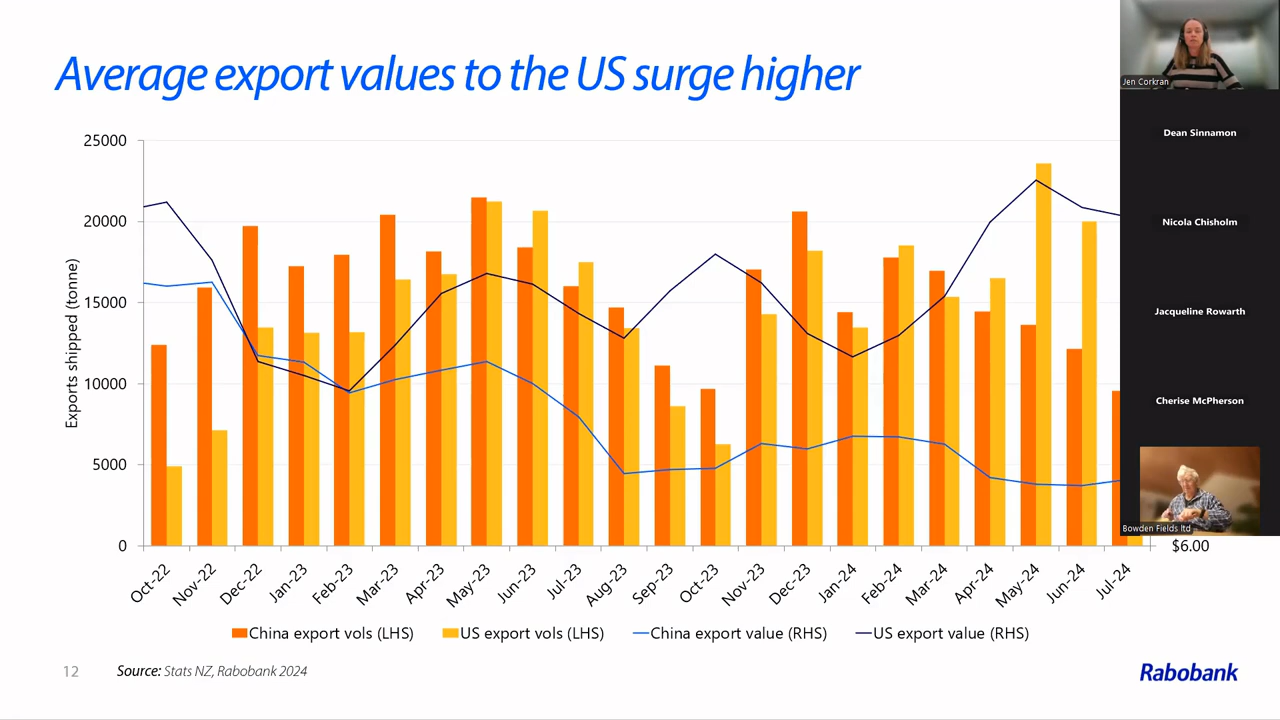 Average export values to the US surge higher
Jen Corkran
Dean Sinnamon
Nicola Chisholm
Jacqueline Rowarth
Cherise McPherson
Bowden Fields ltd
Exports shipped (tonne)
25000
20000
15000
10000
5000
0
$6.00
Oct-22
Nov-22
Dec-22
Jan-23
Feb-23
Mar-23
Apr-23
May-23
Jun-23
Jul-23
Aug-23
Sep-23
Oct-23
Nov-23
Dec-23
Jan-24
Feb-24
Mar-24
Apr-24
May-24
Jun-24
Jul-24
China export vols (LHS)
US export vols (LHS)
China export value (RHS)
US export value (RHS)
12
Source: Stats NZ, Rabobank 2024
Rabobank